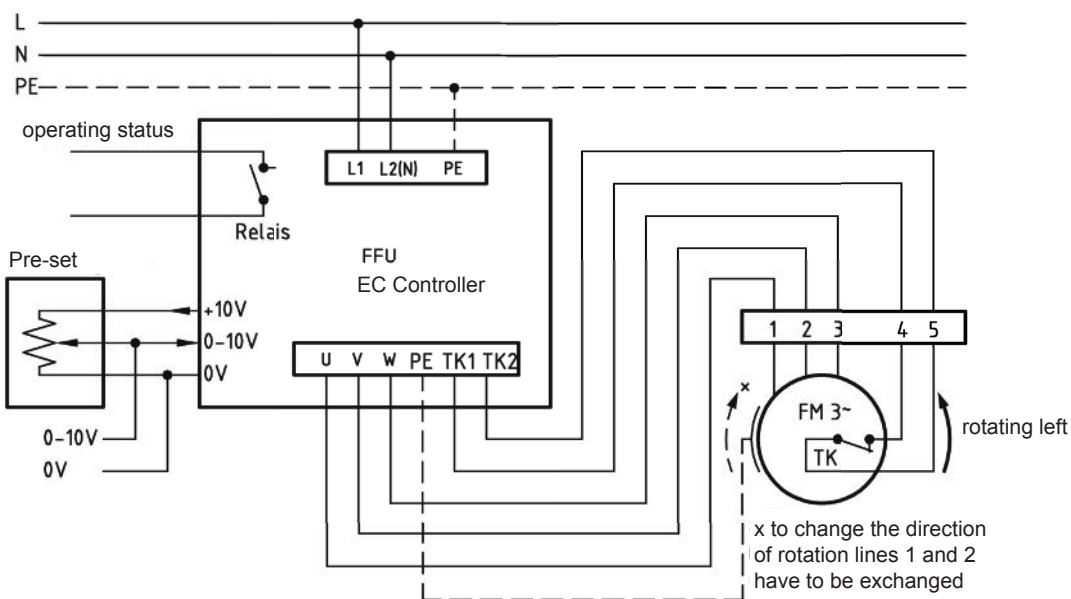 L
N
PE
operating status
L1 L2(N) PE
Relais
FFU
EC Controller
Pre-set
+10V
0-10V
0V
0-10V
0V
U V W PE TK1 TK2
1 2 3 4 5
x
FM 3~
TK
rotating left
x to change the direction
of rotation lines 1 and 2
have to be exchanged